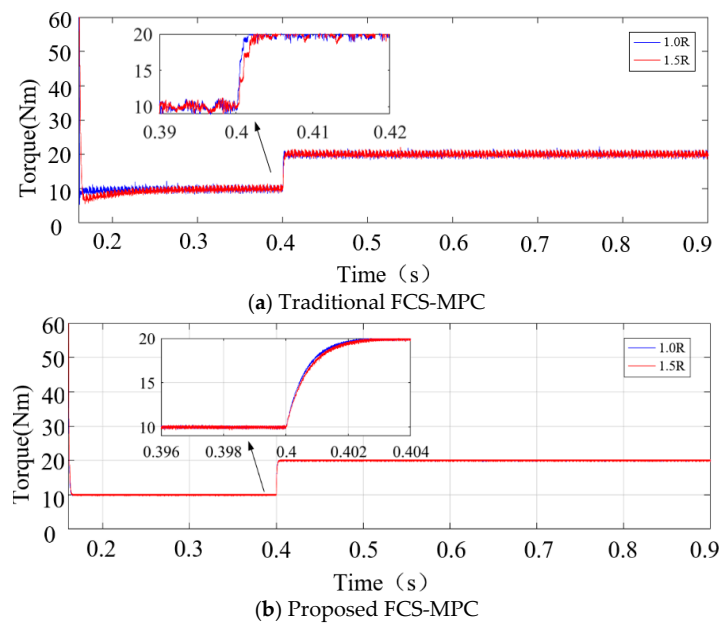 60
50
40
30
20
10
0
Torque(Nm)
20
15
10
0.39 0.4 0.41 0.42
1.0R
1.5R
0.2 0.3 0.4 0.5 0.6 0.7 0.8 0.9
Time（s）
(a) Traditional FCS-MPC
60
50
40
30
20
10
0
Torque(Nm)
20
15
10
0.396 0.398 0.4 0.402 0.404
1.0R
1.5R
0.2 0.3 0.4 0.5 0.6 0.7 0.8 0.9
Time（s）
(b) Proposed FCS-MPC